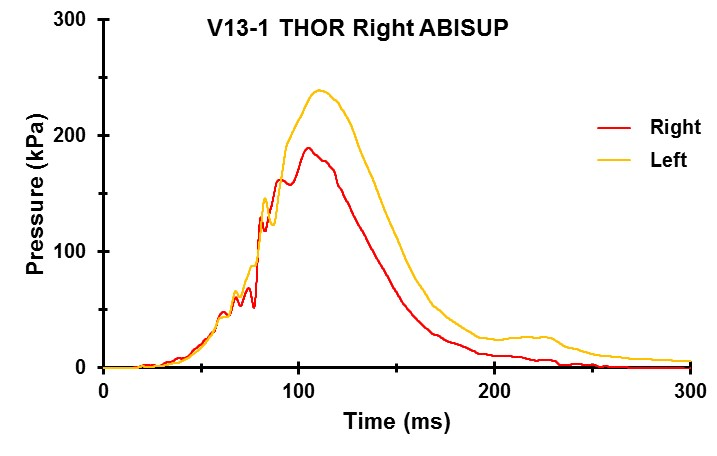 V13-1 THOR Right ABISUP
300
200
100
0
Pressure (kPa)
Right
Left
0 100 200 300
Time (ms)